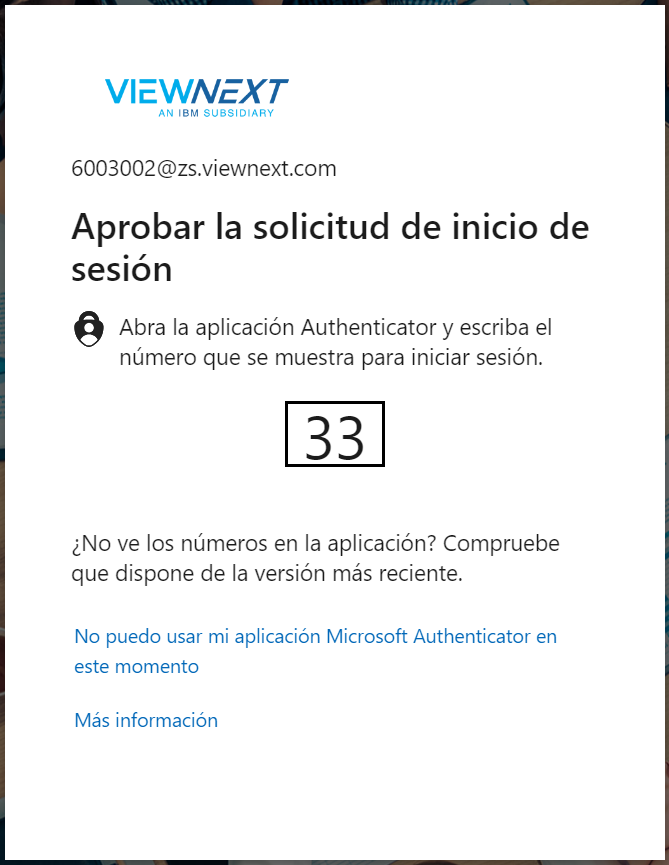 VIEWNEXT
AN IBM SUBSIDIARY
6003002@zs.viewnext.com
Aprobar la solicitud de inicio de
sesión
Abra la aplicación Authenticator y escriba el
número que se muestra para iniciar sesión.
33
¿No ve los números en la aplicación? Compruebe
que dispone de la versión más reciente.
No puedo usar mi aplicación Microsoft Authenticator en
este momento
Más información